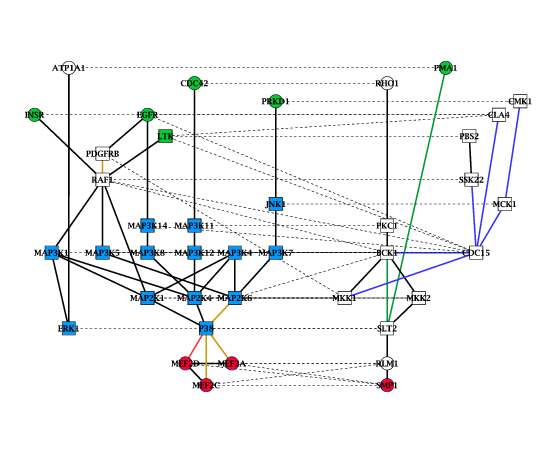 ATP1A1
PMA1
CDC42
RHO1
PRKD1
CMK1
INSR
EGFR
CLA4
LTK
PBS2
PDGFRB
RAF1
SSK22
JNK1
MCK1
MAP3K14
MAP3K11
PKC1
MAP3K1
MAP3K5
MAP3K8
MAP3K12
MAP3K4
MAP3K7
BCK1
CDC15
MAP2K1
MAP2K4
MAP2K6
MKK1
MKK2
ERK1
P38
SLT2
MEF2D
MEF2A
RLM1
MEF2C
SMP1